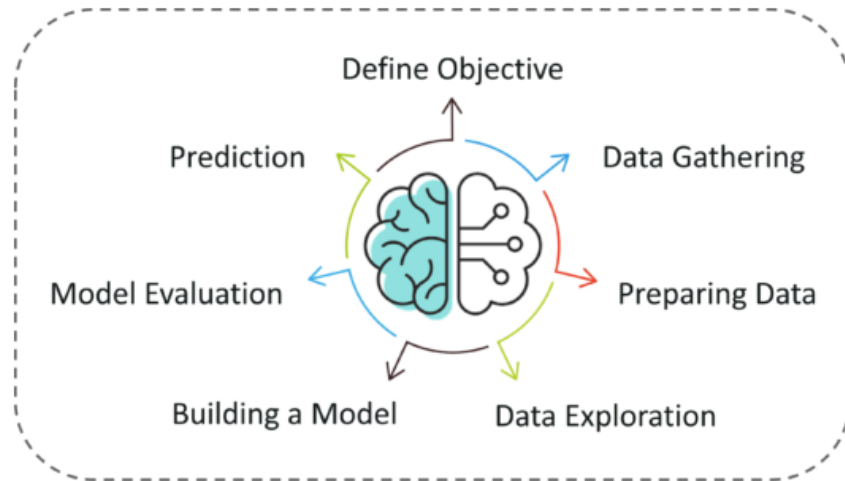 Define Objective
Prediction
Data Gathering
Model Evaluation
Preparing Data
Building a Model
Data Exploration